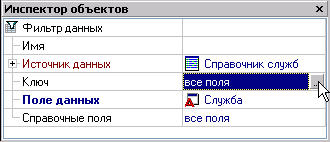 Инспектор объектов
Фильтр данных
Имя
Источник данных Справочник служб
Ключ все поля ...
Поле данных Служба
Справочные поля все поля